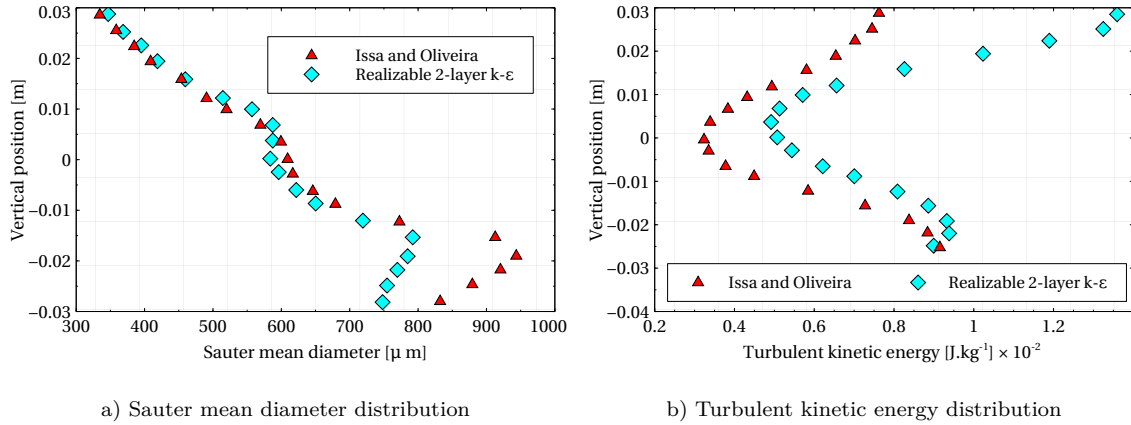 0.03
0.02
0.01
0
−0.01
−0.02
−0.03
300 400 500 600 700 800 900 1000
Vertical position [m]
Sauter mean diameter [μ m]
Issa and Oliveira
Realizable 2-layer k-ε
a) Sauter mean diameter distribution
0.03
0.02
0.01
0
−0.01
−0.02
−0.03
−0.04
0.2 0.4 0.6 0.8 1 1.2
Vertical position [m]
Turbulent kinetic energy [J.kg⁻¹] × 10⁻²
Issa and Oliveira Realizable 2-layer k-ε
b) Turbulent kinetic energy distribution